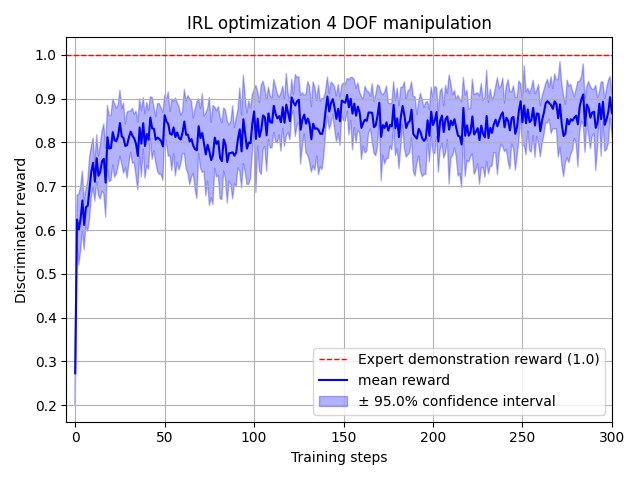 IRL optimization 4 DOF manipulation
1.0
0.9
0.8
0.7
0.6
0.5
0.4
0.3
0.2
Discriminator reward
Expert demonstration reward (1.0)
mean reward
± 95.0% confidence interval
0 50 100 150 200 250 300
Training steps